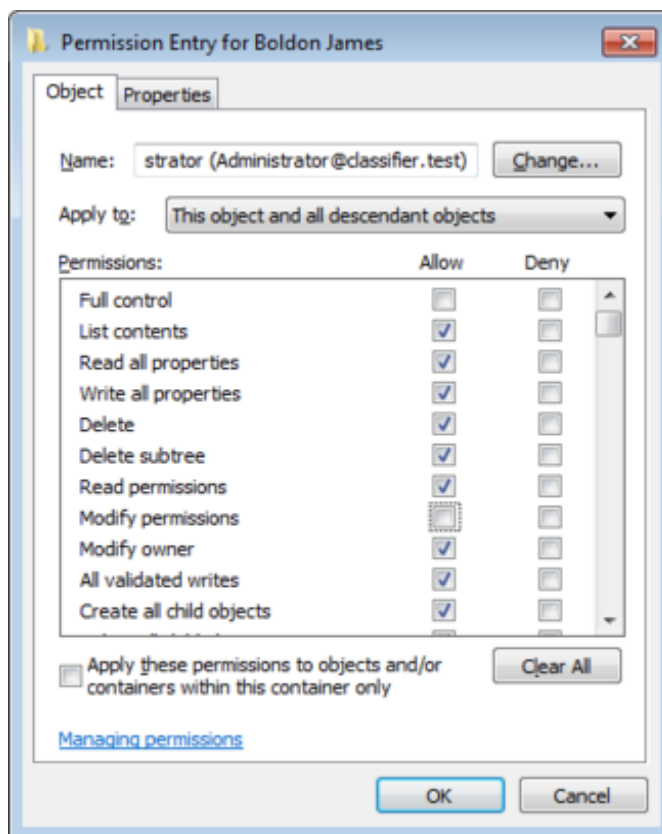 Permission Entry for Boldon James
Object Properties
Name: strator (Administrator@classifier.test) Change...
Apply to: This object and all descendant objects
Permissions: Allow Deny
Full control
List contents
Read all properties
Write all properties
Delete
Delete subtree
Read permissions
Modify permissions
Modify owner
All validated writes
Create all child objects
Apply these permissions to objects and/or
containers within this container only
Clear All
Managing permissions
OK Cancel